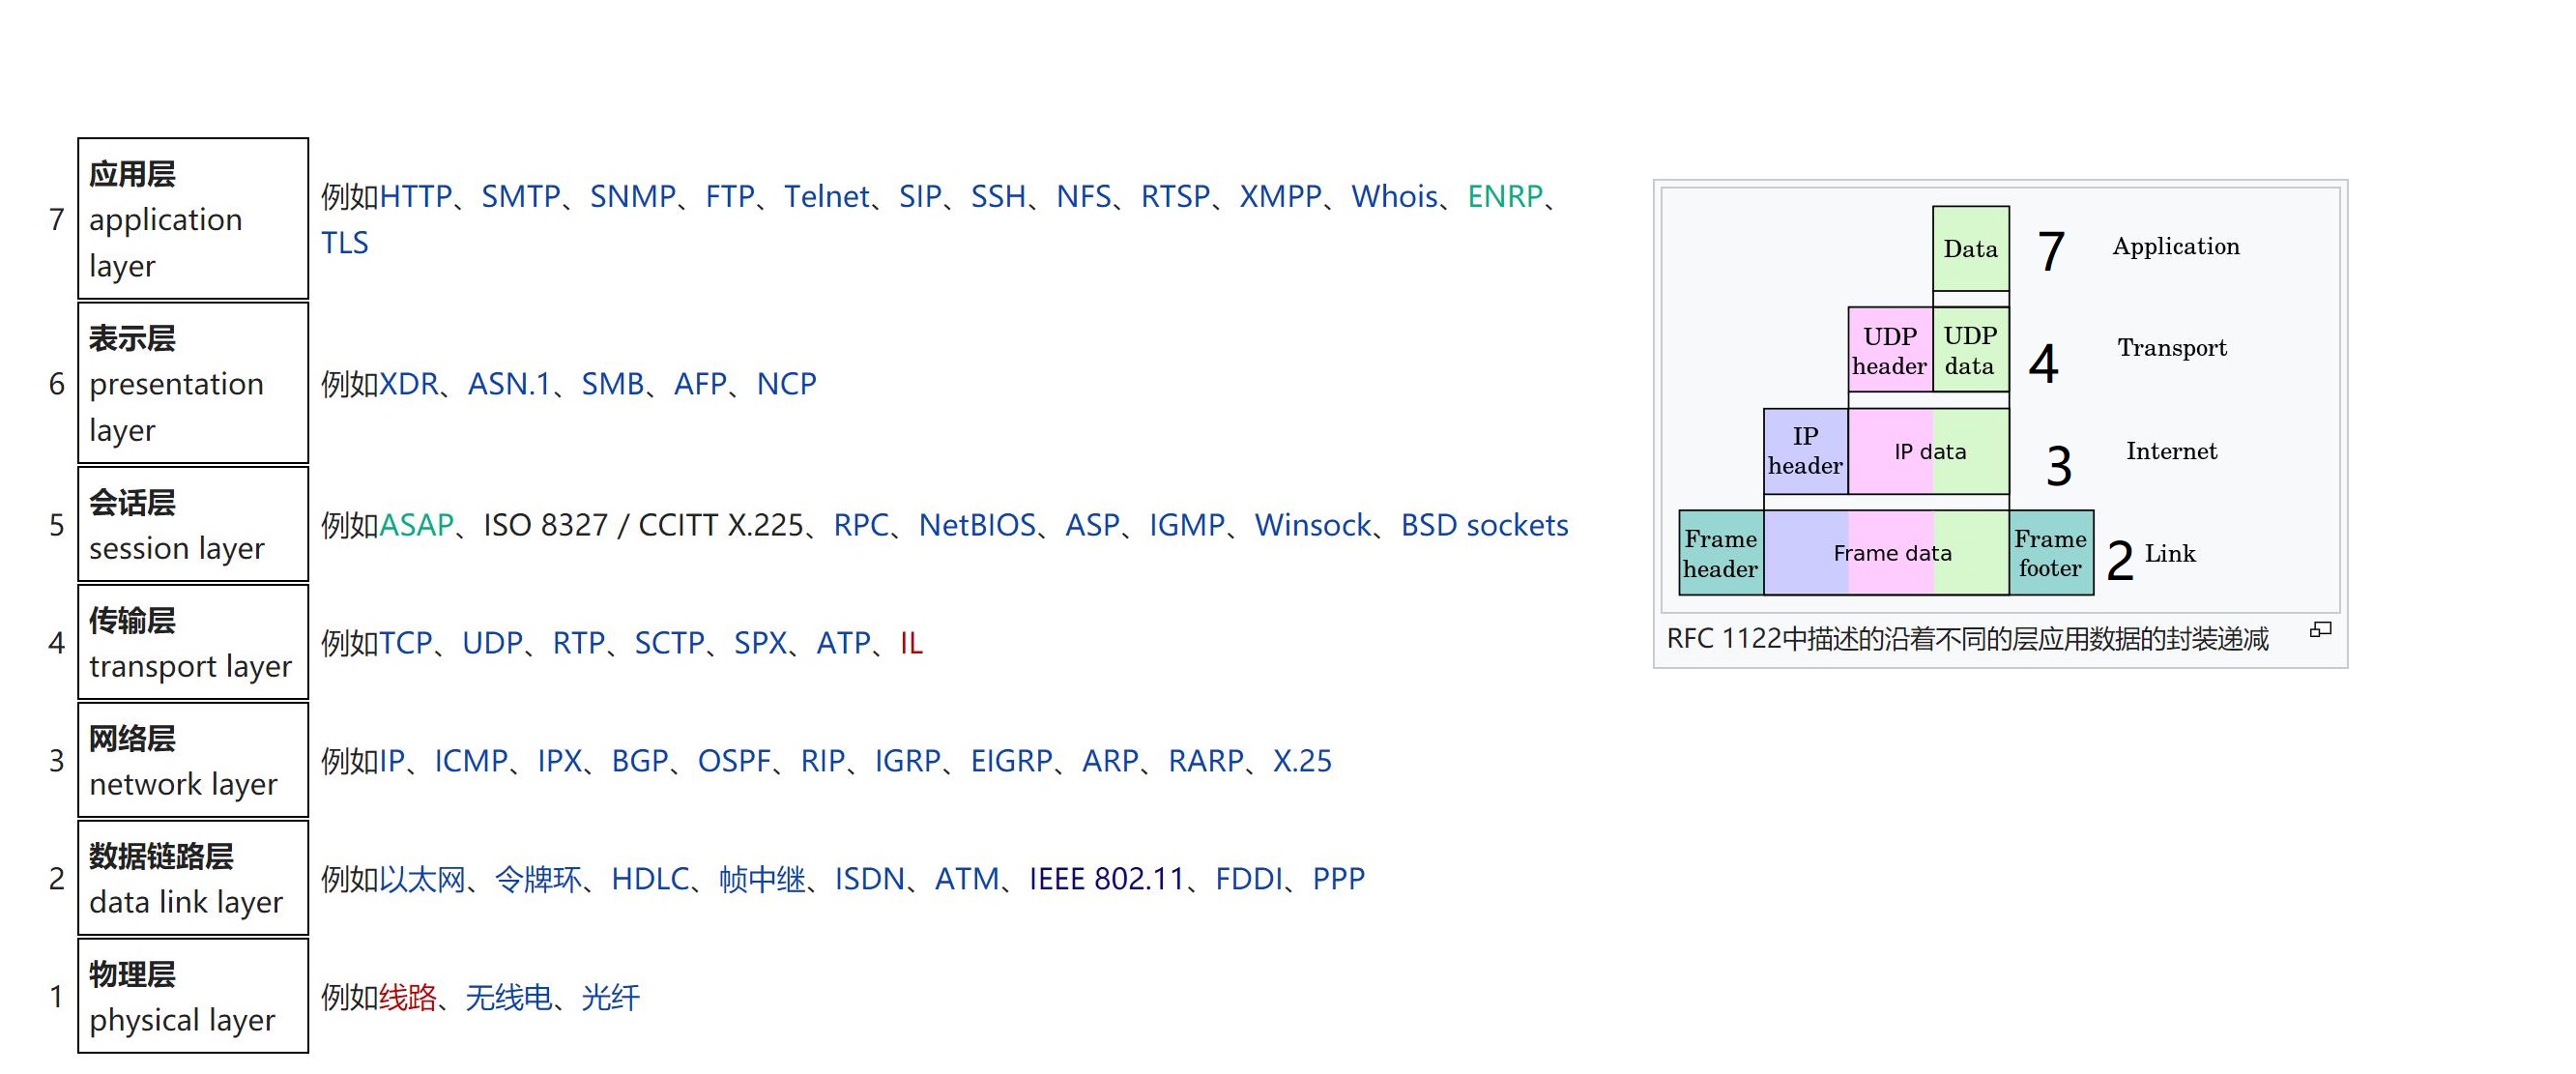 7
应用层
application
layer
例如HTTP、SMTP、SNMP、FTP、Telnet、SIP、SSH、NFS、RTSP、XMPP、Whois、ENRP、
TLS
6
表示层
presentation
layer
例如XDR、ASN.1、SMB、AFP、NCP
5
会话层
session layer
例如ASAP、ISO 8327 / CCITT X.225、RPC、NetBIOS、ASP、IGMP、Winsock、BSD sockets
4
传输层
transport layer
例如TCP、UDP、RTP、SCTP、SPX、ATP、IL
3
网络层
network layer
例如IP、ICMP、IPX、BGP、OSPF、RIP、IGRP、EIGRP、ARP、RARP、X.25
2
数据链路层
data link layer
例如以太网、令牌环、HDLC、帧中继、ISDN、ATM、IEEE 802.11、FDDI、PPP
1
物理层
physical layer
例如线路、无线电、光纤
Data
7
Application
UDP
header
UDP
data
4
Transport
IP
header
IP data
3
Internet
Frame
header
Frame data
Frame
footer
2
Link
RFC 1122中描述的沿着不同的层应用数据的封装递减